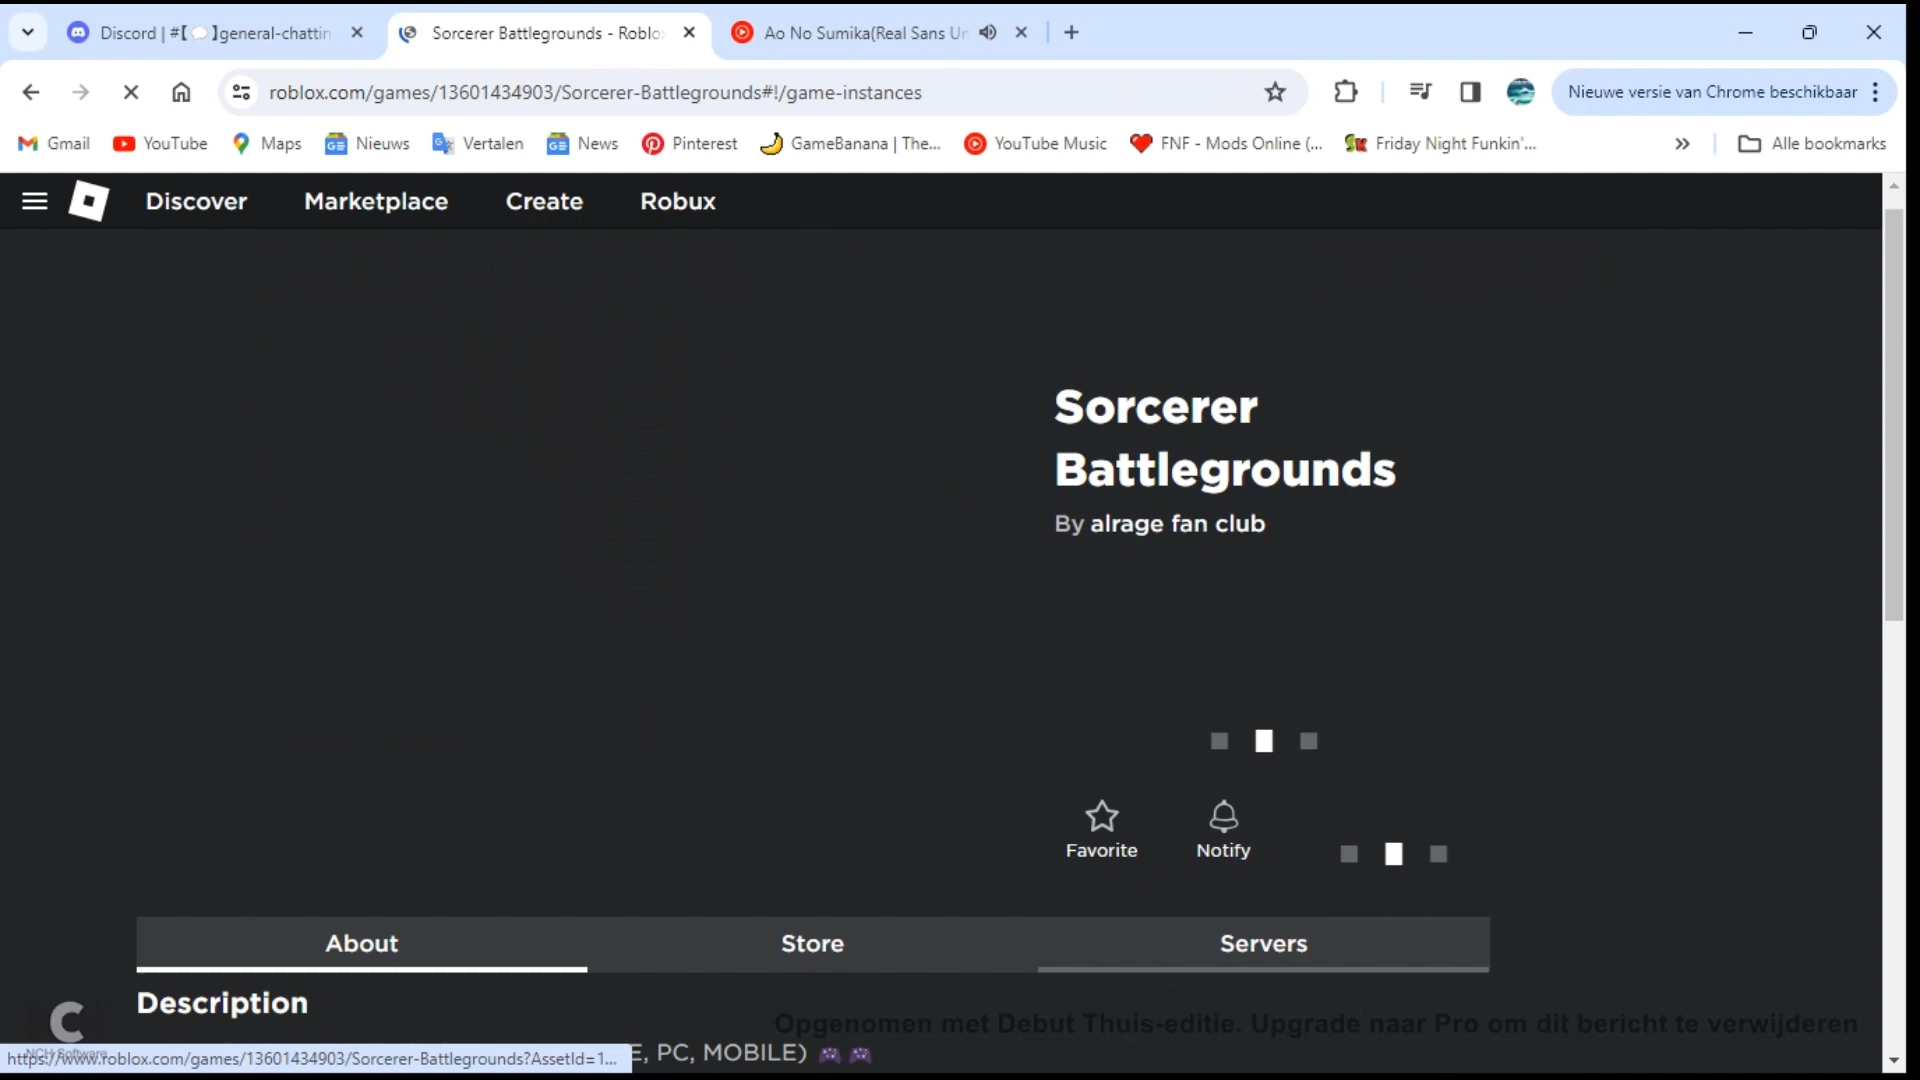 Discord | #【💭】general-chattin
Sorcerer Battlegrounds - Roblo
Ao No Sumika(Real Sans Un
roblox.com/games/13601434903/Sorcerer-Battlegrounds#!/game-instances
Nieuwe versie van Chrome beschikbaar
Gmail
YouTube
Maps
Nieuws
Vertalen
News
Pinterest
GameBanana | The...
YouTube Music
FNF - Mods Online (...
Friday Night Funkin'...
Alle bookmarks
Discover
Marketplace
Create
Robux
Sorcerer
Battlegrounds
By alrage fan club
Favorite
Notify
About
Store
Servers
Description
Opgenomen met Debut Thuis-editie. Upgrade naar Pro om dit bericht te verwijderen
NCH Software
https://www.roblox.com/games/13601434903/Sorcerer-Battlegrounds?AssetId=1...
E, PC, MOBILE) 🎮 🎮